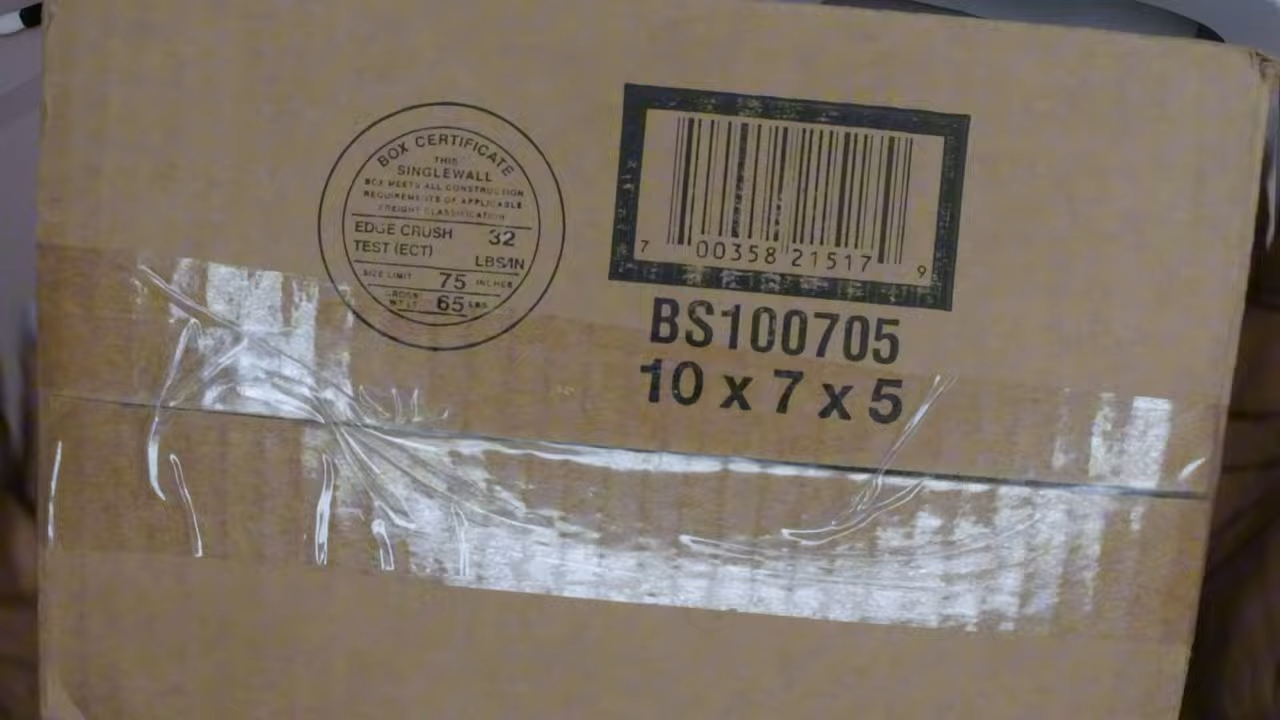 BOX CERTIFICATE
THIS
SINGLEWALL
BOX MEETS ALL CONSTRUCTION
REQUIREMENTS OF APPLICABLE
FREIGHT CLASSIFICATION
EDGE CRUSH TEST (ECT) 32 LBS/IN
SIZE LIMIT 75 INCHES
GROSS WT LT 65 LBS
7 00358 21517 9
BS100705
10 x 7 x 5